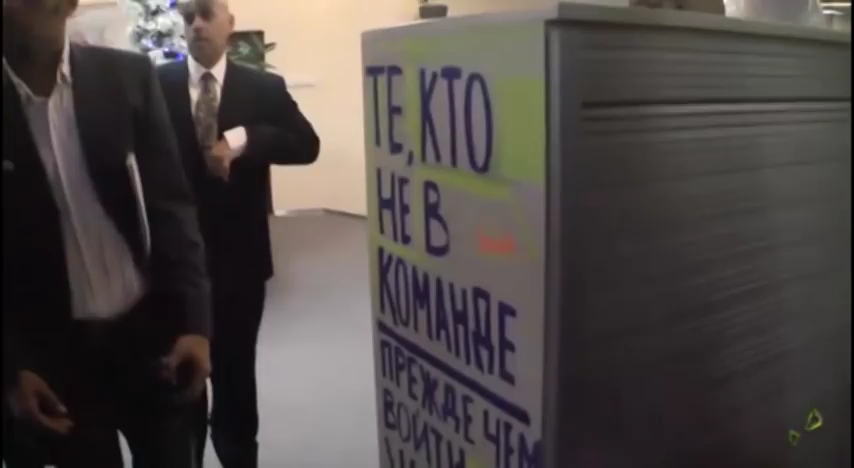 ТЕ, КТО
НЕ В
КОМАНДЕ
ПРЕЖДЕ ЧЕМ
ВОЙТИ